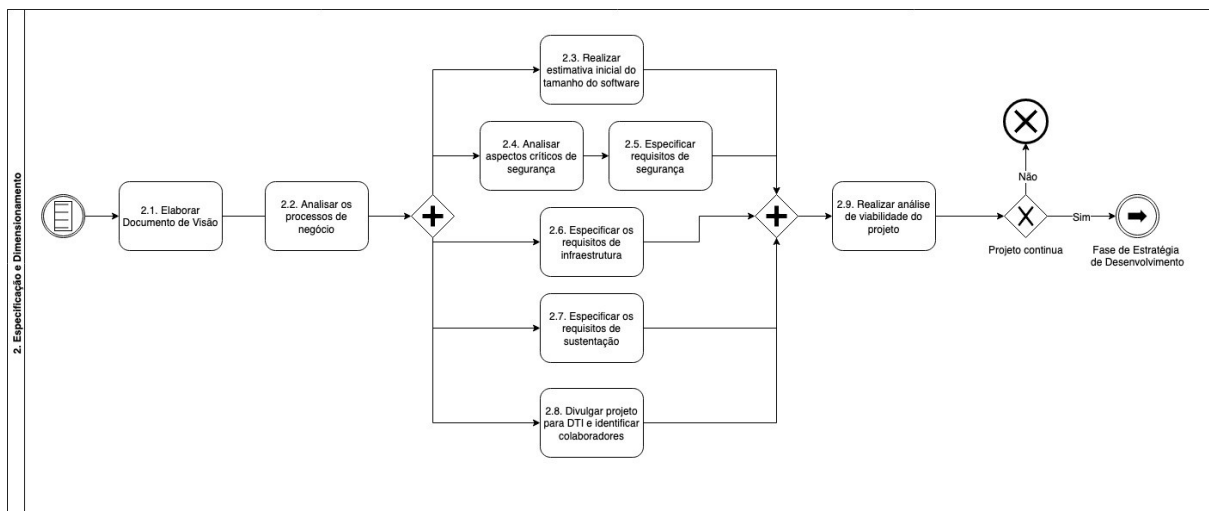 2. Especificação e Dimensionamento
2.1. Elaborar
Documento de Visão
2.2. Analisar os
processos de
negócio
2.3. Realizar
estimativa inicial do
tamanho do software
2.4. Analisar
aspectos críticos de
segurança
2.5. Especificar
requisitos de
segurança
2.6. Especificar os
requisitos de
infraestrutura
2.7. Especificar os
requisitos de
sustentação
2.8. Divulgar projeto
para DTI e identificar
colaboradores
2.9. Realizar análise
de viabilidade do
projeto
Não
Projeto continua
Sim
Fase de Estratégia
de Desenvolvimento